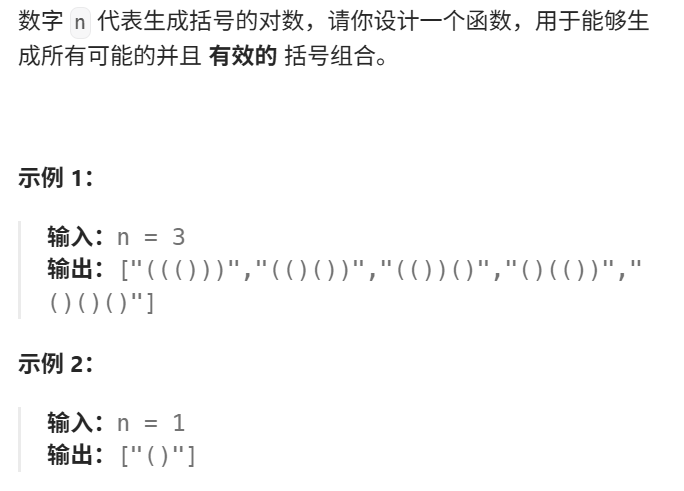 数字 n 代表生成括号的对数，请你设计一个函数，用于能够生
成所有可能的并且 有效的 括号组合。
示例 1：
输入：n = 3
输出：["((()))","(()())","(())()","()(())","
()()()"]
示例 2：
输入：n = 1
输出：["()"]